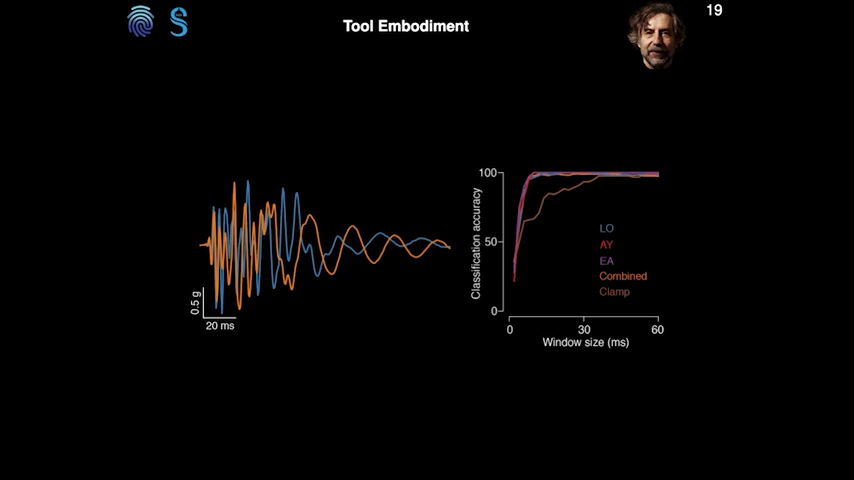 Tool Embodiment
19
0.5 g
20 ms
Classification accuracy
100
50
0
LO
AY
EA
Combined
Clamp
0
30
60
Window size (ms)